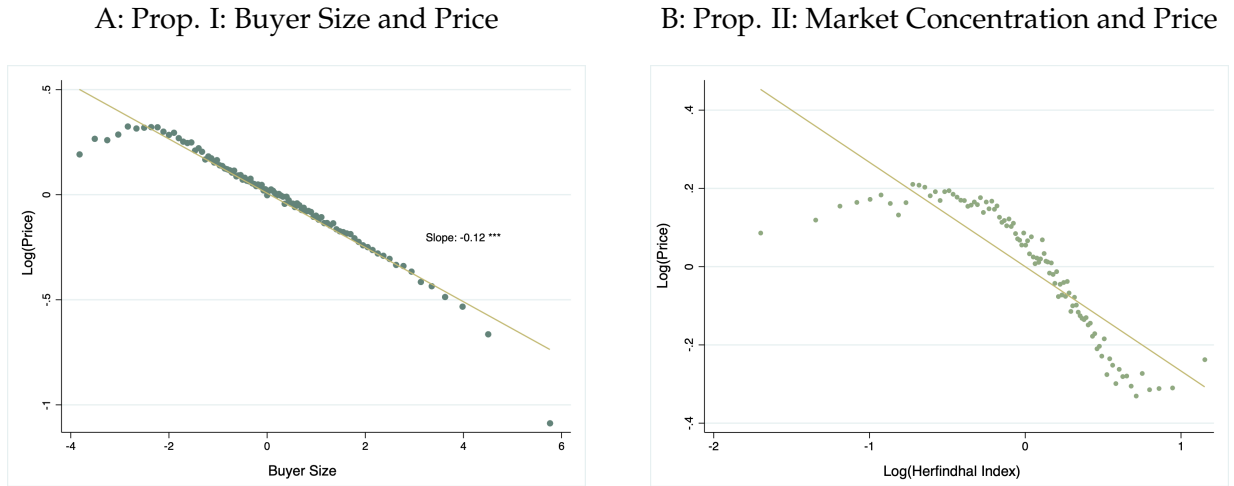 A: Prop. I: Buyer Size and Price
.5
0
-.5
-1
Log(Price)
Slope: -0.12 ***
-4 -2 0 2 4 6
Buyer Size
B: Prop. II: Market Concentration and Price
.4
.2
0
-.2
-.4
Log(Price)
-2 -1 0 1
Log(Herfindhal Index)